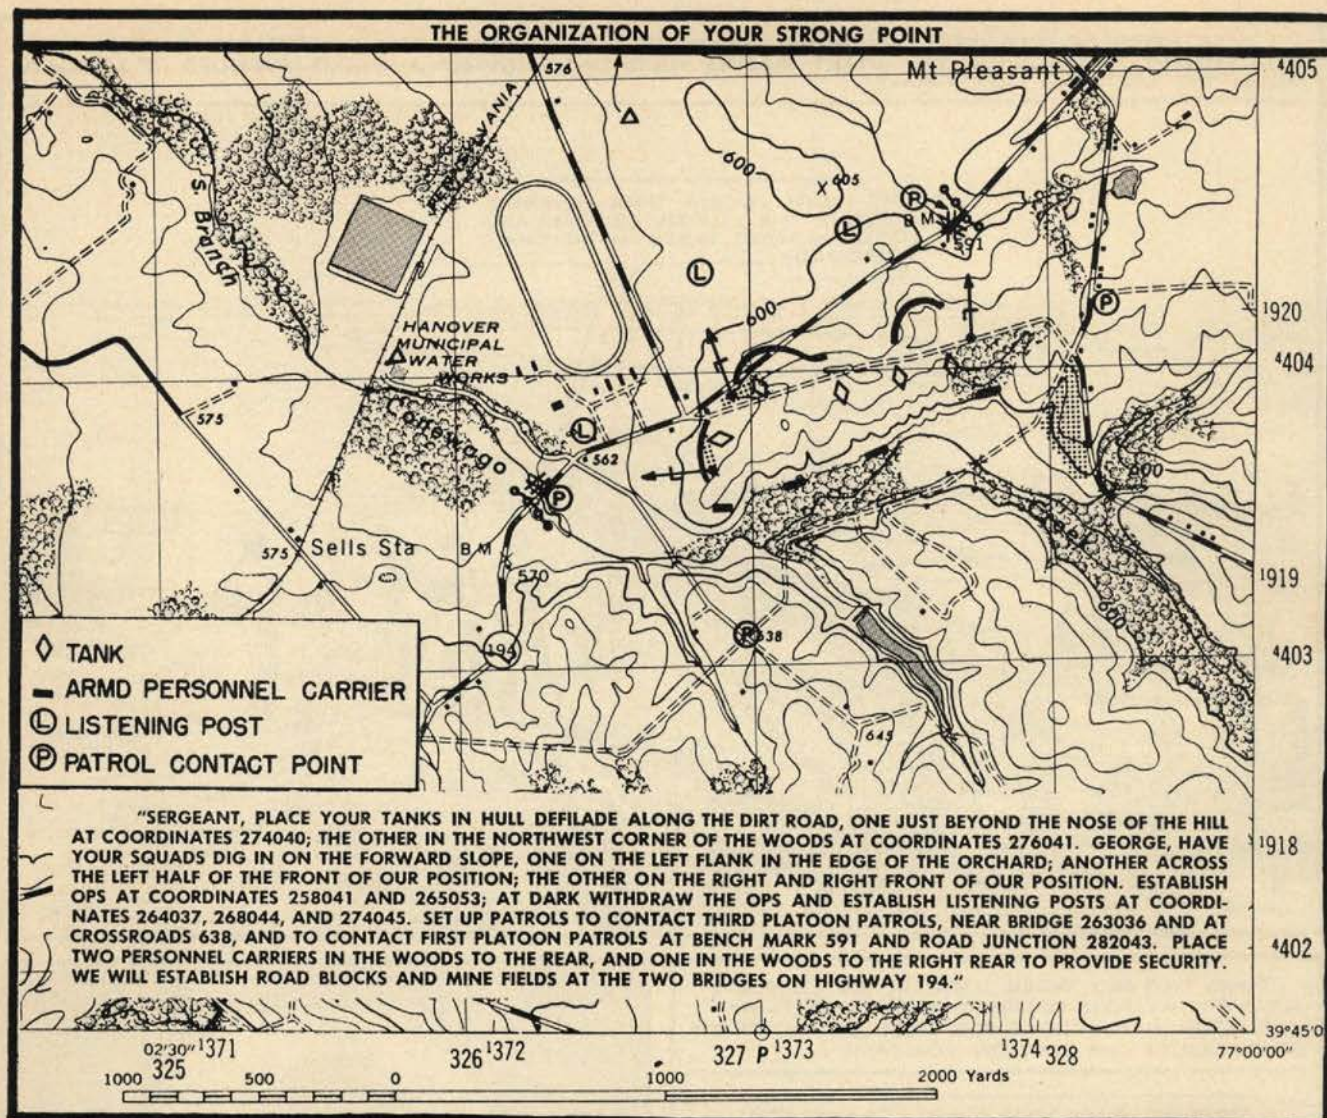 THE ORGANIZATION OF YOUR STRONG POINT
576
Mt Pleasant
4405
PENNSYLVANIA
600
605
S. Branch
P
L
B M
591
L
P
HANOVER
MUNICIPAL
WATER
WORKS
600
1920
4404
575
Conewago
L
562
P
600
575
Sells Sta
B M
570
1919
P
638
600
194
4403
645
TANK
ARMD PERSONNEL CARRIER
L LISTENING POST
P PATROL CONTACT POINT
"SERGEANT, PLACE YOUR TANKS IN HULL DEFILADE ALONG THE DIRT ROAD, ONE JUST BEYOND THE NOSE OF THE HILL
AT COORDINATES 274040; THE OTHER IN THE NORTHWEST CORNER OF THE WOODS AT COORDINATES 276041. GEORGE, HAVE
YOUR SQUADS DIG IN ON THE FORWARD SLOPE, ONE ON THE LEFT FLANK IN THE EDGE OF THE ORCHARD; ANOTHER ACROSS
THE LEFT HALF OF THE FRONT OF OUR POSITION; THE OTHER ON THE RIGHT AND RIGHT FRONT OF OUR POSITION. ESTABLISH
OPS AT COORDINATES 258041 AND 265053; AT DARK WITHDRAW THE OPS AND ESTABLISH LISTENING POSTS AT COORDI-
NATES 264037, 268044, AND 274045. SET UP PATROLS TO CONTACT THIRD PLATOON PATROLS, NEAR BRIDGE 263036 AND AT
CROSSROADS 638, AND TO CONTACT FIRST PLATOON PATROLS AT BENCH MARK 591 AND ROAD JUNCTION 282043. PLACE
TWO PERSONNEL CARRIERS IN THE WOODS TO THE REAR, AND ONE IN THE WOODS TO THE RIGHT REAR TO PROVIDE SECURITY.
WE WILL ESTABLISH ROAD BLOCKS AND MINE FIELDS AT THE TWO BRIDGES ON HIGHWAY 194."
1918
4402
39°45'0
02'30" 1371
325
326 1372
327 P 1373
1374 328
77°00'00"
1000 500 0 1000 2000 Yards